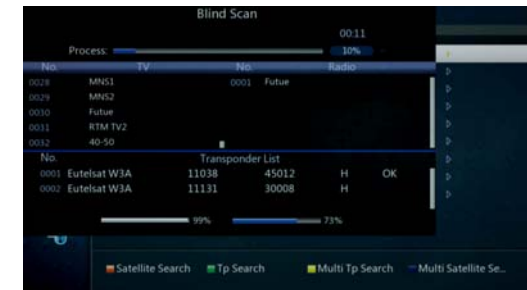 Blind Scan
00:11
Process: 10%
No. TV No. Radio
0028 MNS1 0001 Futue
0029 MNS2
0030 Futue
0031 RTM TV2
0032 40-50
No. Transponder List
0001 Eutelsat W3A 11038 45012 H OK
0002 Eutelsat W3A 11131 30008 H
99% 73%
Satellite Search Tp Search Multi Tp Search Multi Satellite Se...